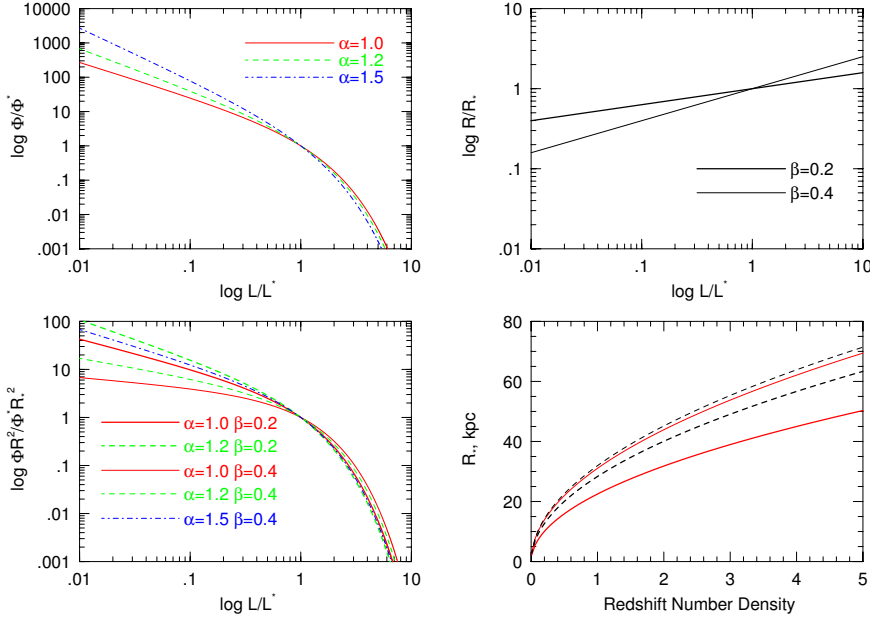 10000
1000
100
10
1
.1
.01
.001
log Φ/Φ*
α=1.0
α=1.2
α=1.5
.01 .1 1 10
log L/L*
10
1
.1
.01
log R/R*
β=0.2
β=0.4
.01 .1 1 10
log L/L*
100
10
1
.1
.01
.001
log ΦR²/Φ*R*²
α=1.0 β=0.2
α=1.2 β=0.2
α=1.0 β=0.4
α=1.2 β=0.4
α=1.5 β=0.4
.01 .1 1 10
log L/L*
80
60
40
20
0
R*, kpc
0 1 2 3 4 5
Redshift Number Density